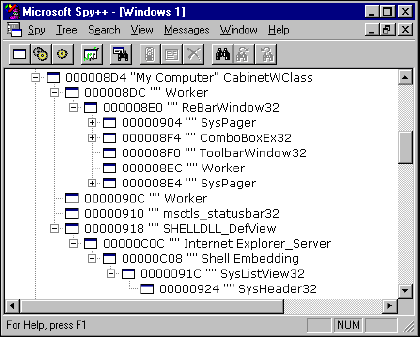 Microsoft Spy++ - [Windows 1]
Spy Tree Search View Messages Window Help
000008D4 "My Computer" CabinetWClass
000008DC "" Worker
000008E0 "" ReBarWindow32
00000904 "" SysPager
000008F4 "" ComboBoxEx32
000008F0 "" ToolbarWindow32
000008EC "" Worker
000008E4 "" SysPager
0000090C "" Worker
00000910 "" msctls_statusbar32
00000918 "" SHELLDLL_DefView
00000C0C "" Internet Explorer_Server
00000C08 "" Shell Embedding
0000091C "" SysListView32
00000924 "" SysHeader32
For Help, press F1
NUM